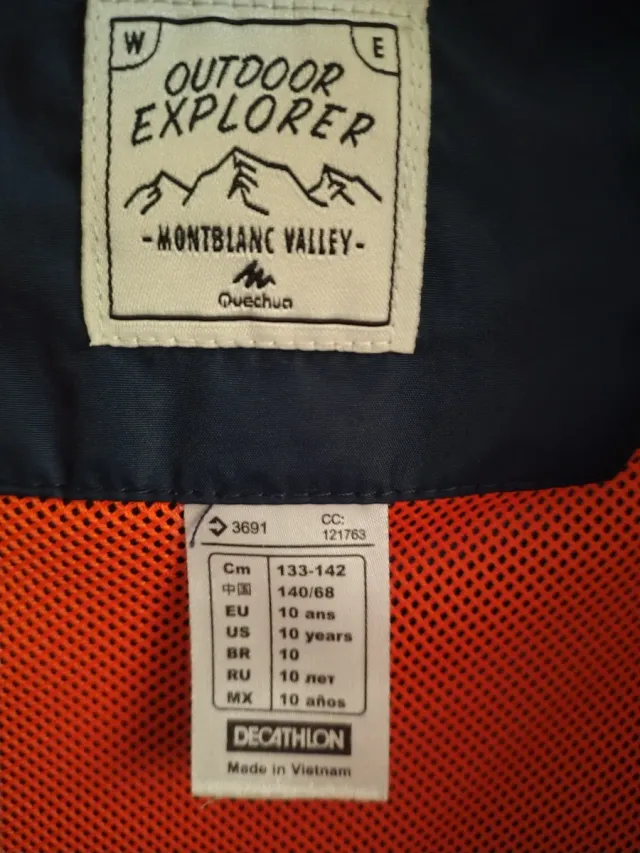 W E
OUTDOOR
EXPLORER
-MONTBLANC VALLEY-
Quechua
3691 CC:
121763
Cm 133-142
中国 140/68
EU 10 ans
US 10 years
BR 10
RU 10 лет
MX 10 años
DECATHLON
Made in Vietnam